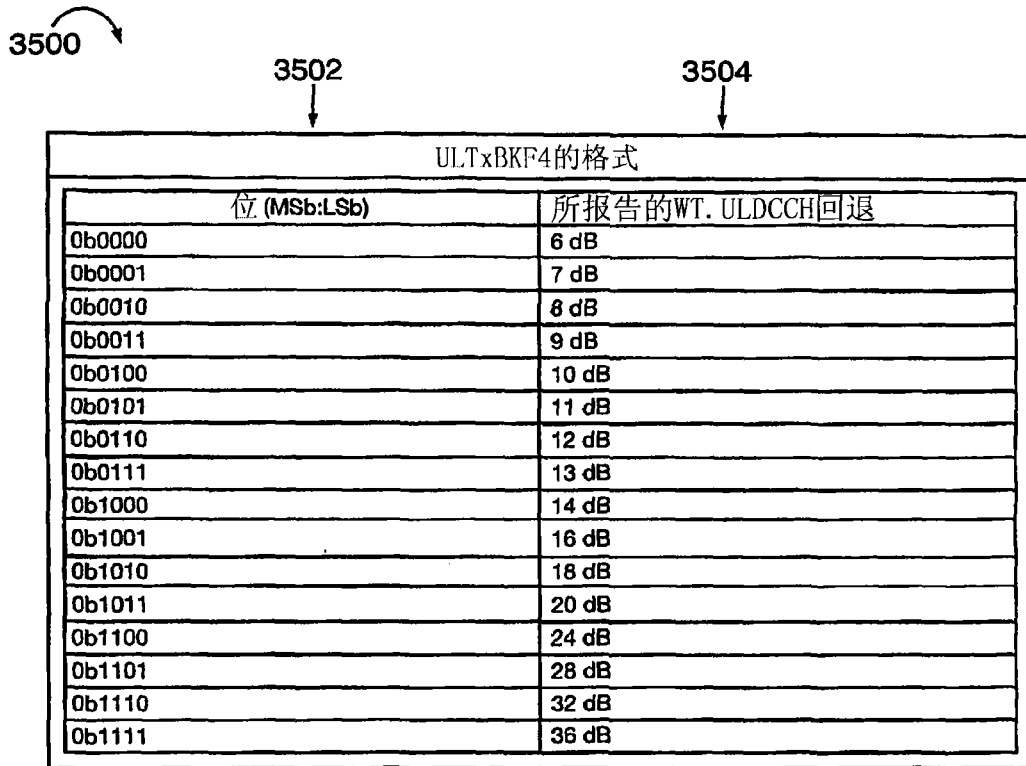 3500
3502 3504
ULTxBKF4的格式
位 (MSb:LSb) 所报告的WT.ULDCCH回退
0b0000 6 dB
0b0001 7 dB
0b0010 8 dB
0b0011 9 dB
0b0100 10 dB
0b0101 11 dB
0b0110 12 dB
0b0111 13 dB
0b1000 14 dB
0b1001 16 dB
0b1010 18 dB
0b1011 20 dB
0b1100 24 dB
0b1101 28 dB
0b1110 32 dB
0b1111 36 dB